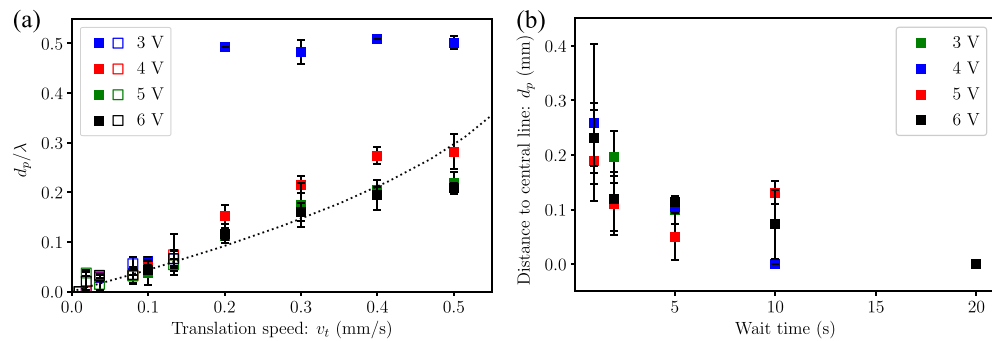 (a)
0.5
0.4
0.3
0.2
0.1
0.0
d_p/λ
3 V
4 V
5 V
6 V
0.0 0.1 0.2 0.3 0.4 0.5
Translation speed: v_t (mm/s)
(b)
0.4
0.3
0.2
0.1
0.0
Distance to central line: d_p (mm)
3 V
4 V
5 V
6 V
5 10 15 20
Wait time (s)